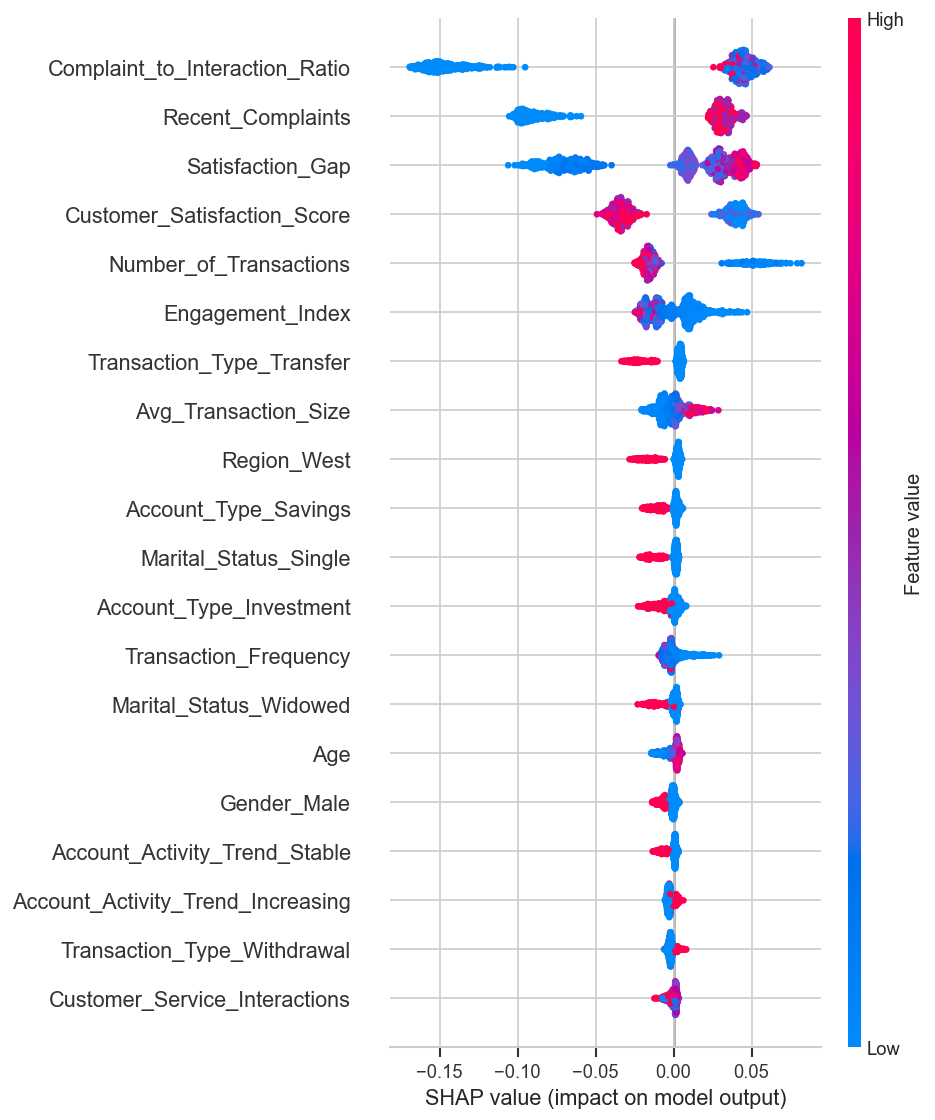 High
Complaint_to_Interaction_Ratio
Recent_Complaints
Satisfaction_Gap
Customer_Satisfaction_Score
Number_of_Transactions
Engagement_Index
Transaction_Type_Transfer
Avg_Transaction_Size
Region_West
Account_Type_Savings
Marital_Status_Single
Account_Type_Investment
Transaction_Frequency
Marital_Status_Widowed
Age
Gender_Male
Account_Activity_Trend_Stable
Account_Activity_Trend_Increasing
Transaction_Type_Withdrawal
Customer_Service_Interactions
Feature value
Low
−0.15 −0.10 −0.05 0.00 0.05
SHAP value (impact on model output)